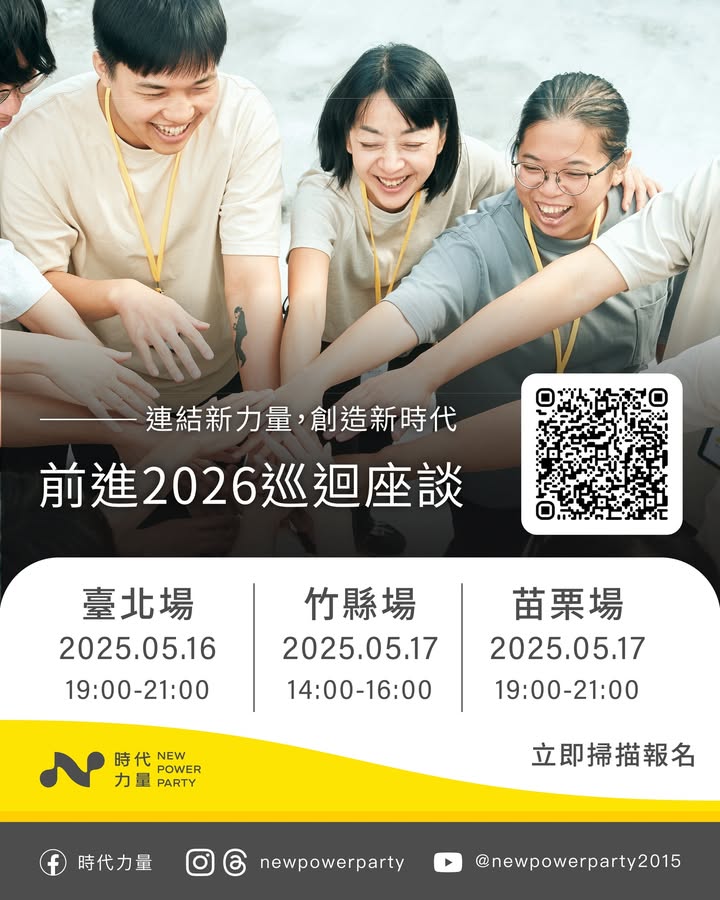 連結新力量,創造新時代
前進2026巡迴座談
臺北場
2025.05.16
19:00-21:00
竹縣場
2025.05.17
14:00-16:00
苗栗場
2025.05.17
19:00-21:00
立即掃描報名
時代力量
NEW POWER PARTY
時代力量
newpowerparty
@newpowerparty2015